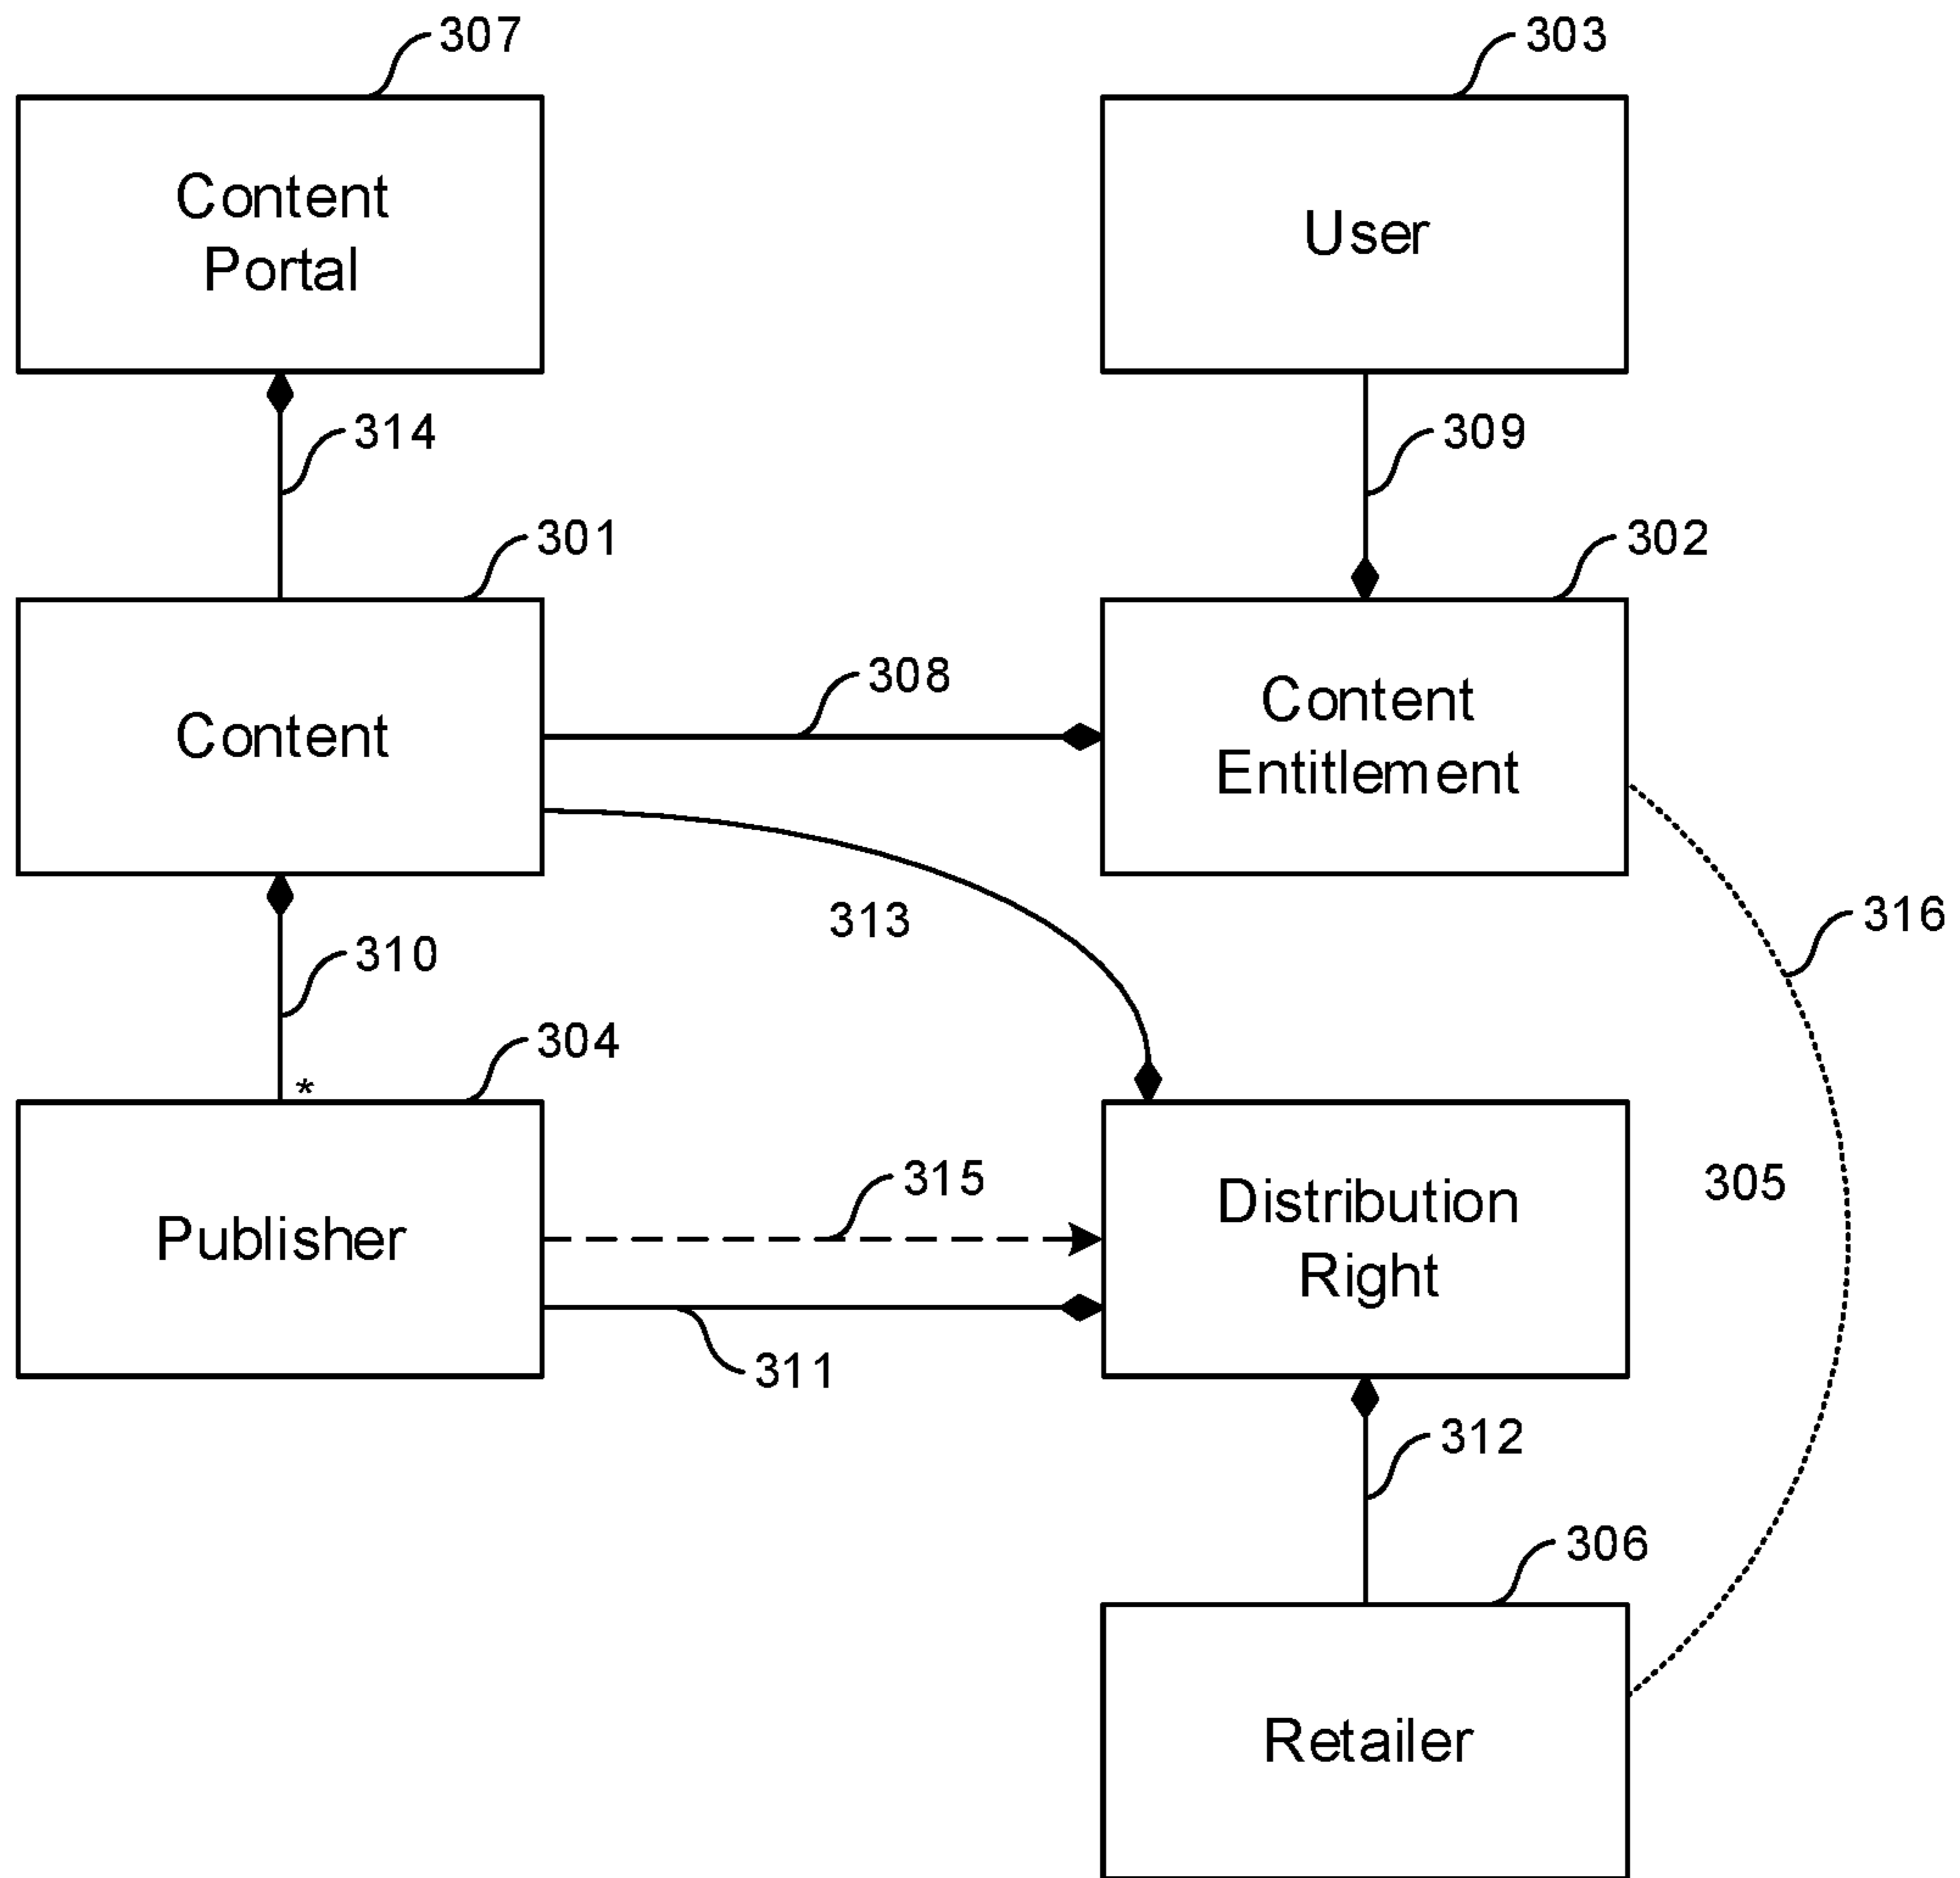 307
303
Content
Portal
User
314
309
301
302
308
Content
Content
Entitlement
313
316
310
304
*
315
305
Publisher
Distribution
Right
311
312
306
Retailer